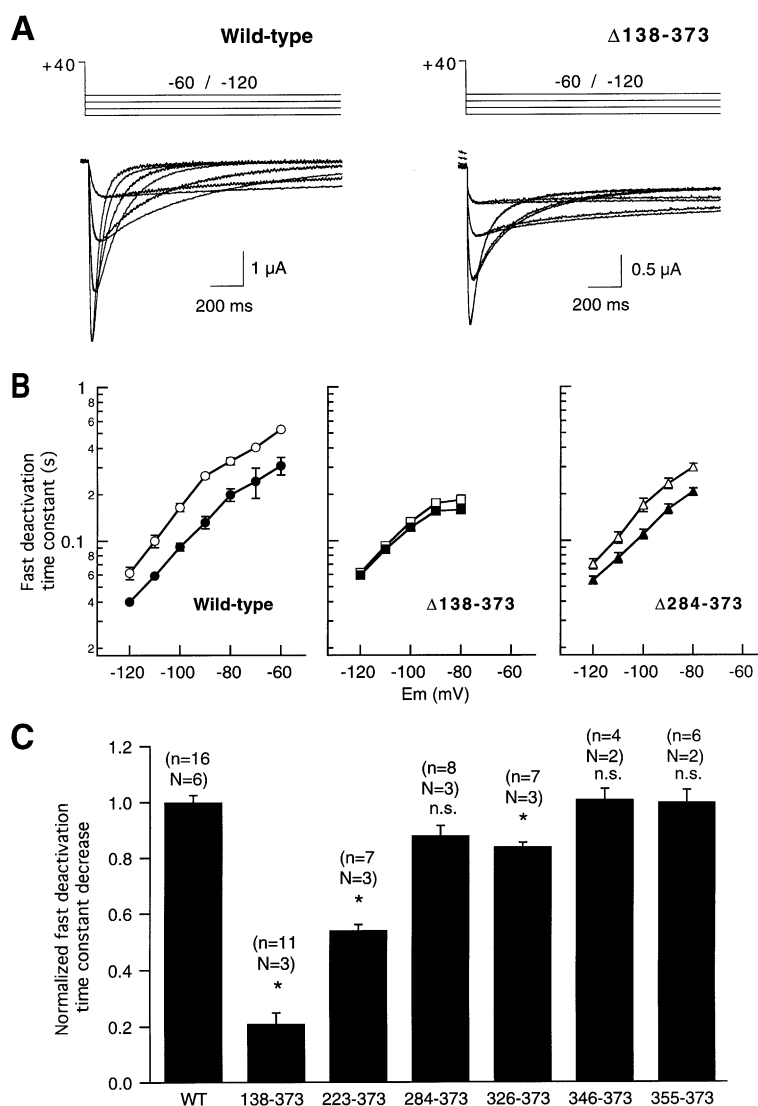 A
Wild-type
Δ138-373
+40
-60 / -120
+40
-60 / -120
1 µA
200 ms
0.5 µA
200 ms
B
Fast deactivation
time constant (s)
1
8
6
4
2
0.1
8
6
4
2
Wild-type
Δ138-373
Δ284-373
-120 -100 -80 -60
-120 -100 -80 -60
-120 -100 -80 -60
Em (mV)
C
Normalized fast deactivation
time constant decrease
1.2
1.0
0.8
0.6
0.4
0.2
0.0
(n=16
N=6)
(n=11
N=3)
*
(n=7
N=3)
*
(n=8
N=3)
n.s.
(n=7
N=3)
*
(n=4
N=2)
n.s.
(n=6
N=2)
n.s.
WT 138-373 223-373 284-373 326-373 346-373 355-373